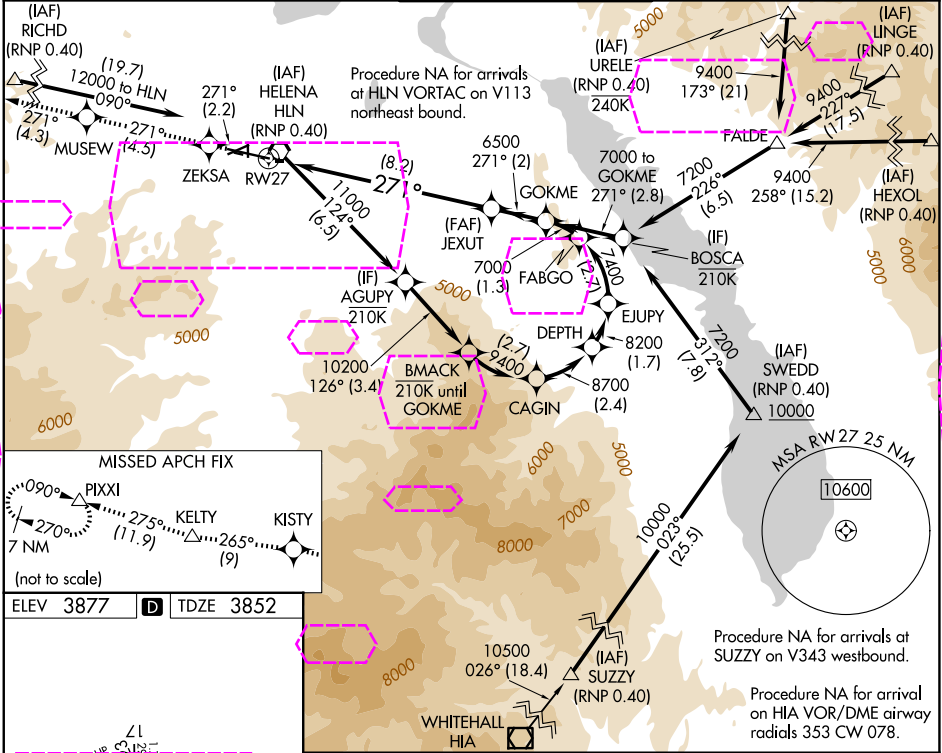 (IAF)
RICHD
(RNP 0.40)
(19.7)
12000 to HLN
090°
271°
(4.3)
MUSEW
271°
(4.5)
271°
(2.2)
ZEKSA
RW27
(IAF)
HELENA
HLN
(RNP 0.40)
Procedure NA for arrivals
at HLN VORTAC on V113
northeast bound.
5000
(IAF)
URELE
(RNP 0.40)
240K
9400
173° (21)
(IAF)
LINGE
(RNP 0.40)
9400
227°
(17.5)
FALDE
9400
258° (15.2)
(IAF)
HEXOL
(RNP 0.40)
6000
5000
7200
226°
(6.5)
(8.2)
271°
6500
271° (2)
GOKME
7000 to
GOKME
271° (2.8)
(FAF)
JEXUT
(IF)
BOSCA
210K
7000
(1.3)
FABGO
7400
(2.7)
EJUPY
DEPTH
8200
(1.7)
8700
(2.4)
11000
124°
(6.5)
(IF)
AGUPY
210K
5000
10200
126° (3.4)
BMACK
210K until
GOKME
(2.7)
9400
CAGIN
5000
6000
7200
312°
(7.8)
(IAF)
SWEDD
(RNP 0.40)
10000
MSA RW27 25 NM
10600
6000
5000
7000
8000
8000
10000
023°
(25.5)
MISSED APCH FIX
090°
PIXXI
270°
7 NM
275°
(11.9)
KELTY
265°
(9)
KISTY
(not to scale)
ELEV 3877
D
TDZE 3852
10500
026° (18.4)
(IAF)
SUZZY
(RNP 0.40)
WHITEHALL
HIA
Procedure NA for arrivals at
SUZZY on V343 westbound.
Procedure NA for arrival
on HIA VOR/DME airway
radials 353 CW 078.
17